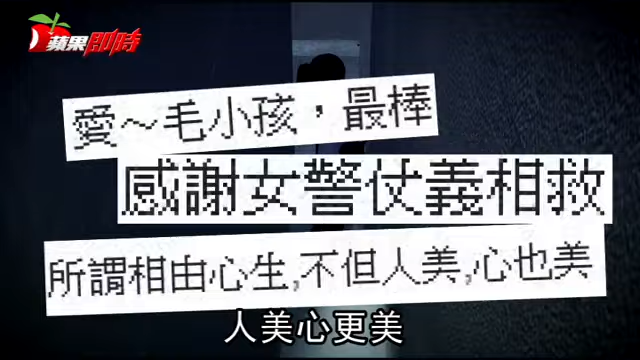 蘋果即時
愛～毛小孩，最棒
感謝女警仗義相救
所謂相由心生,不但人美,心也美
人美心更美